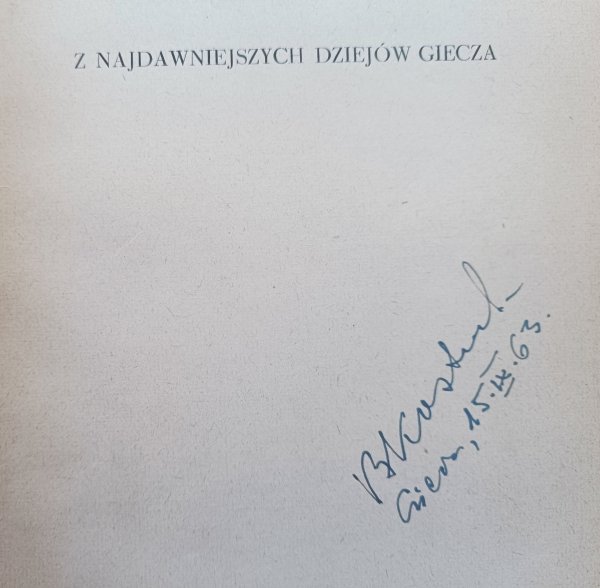 Z NAJDAWNIEJSZYCH DZIEJÓW GIECZA
Giecz, 15.IX.63.